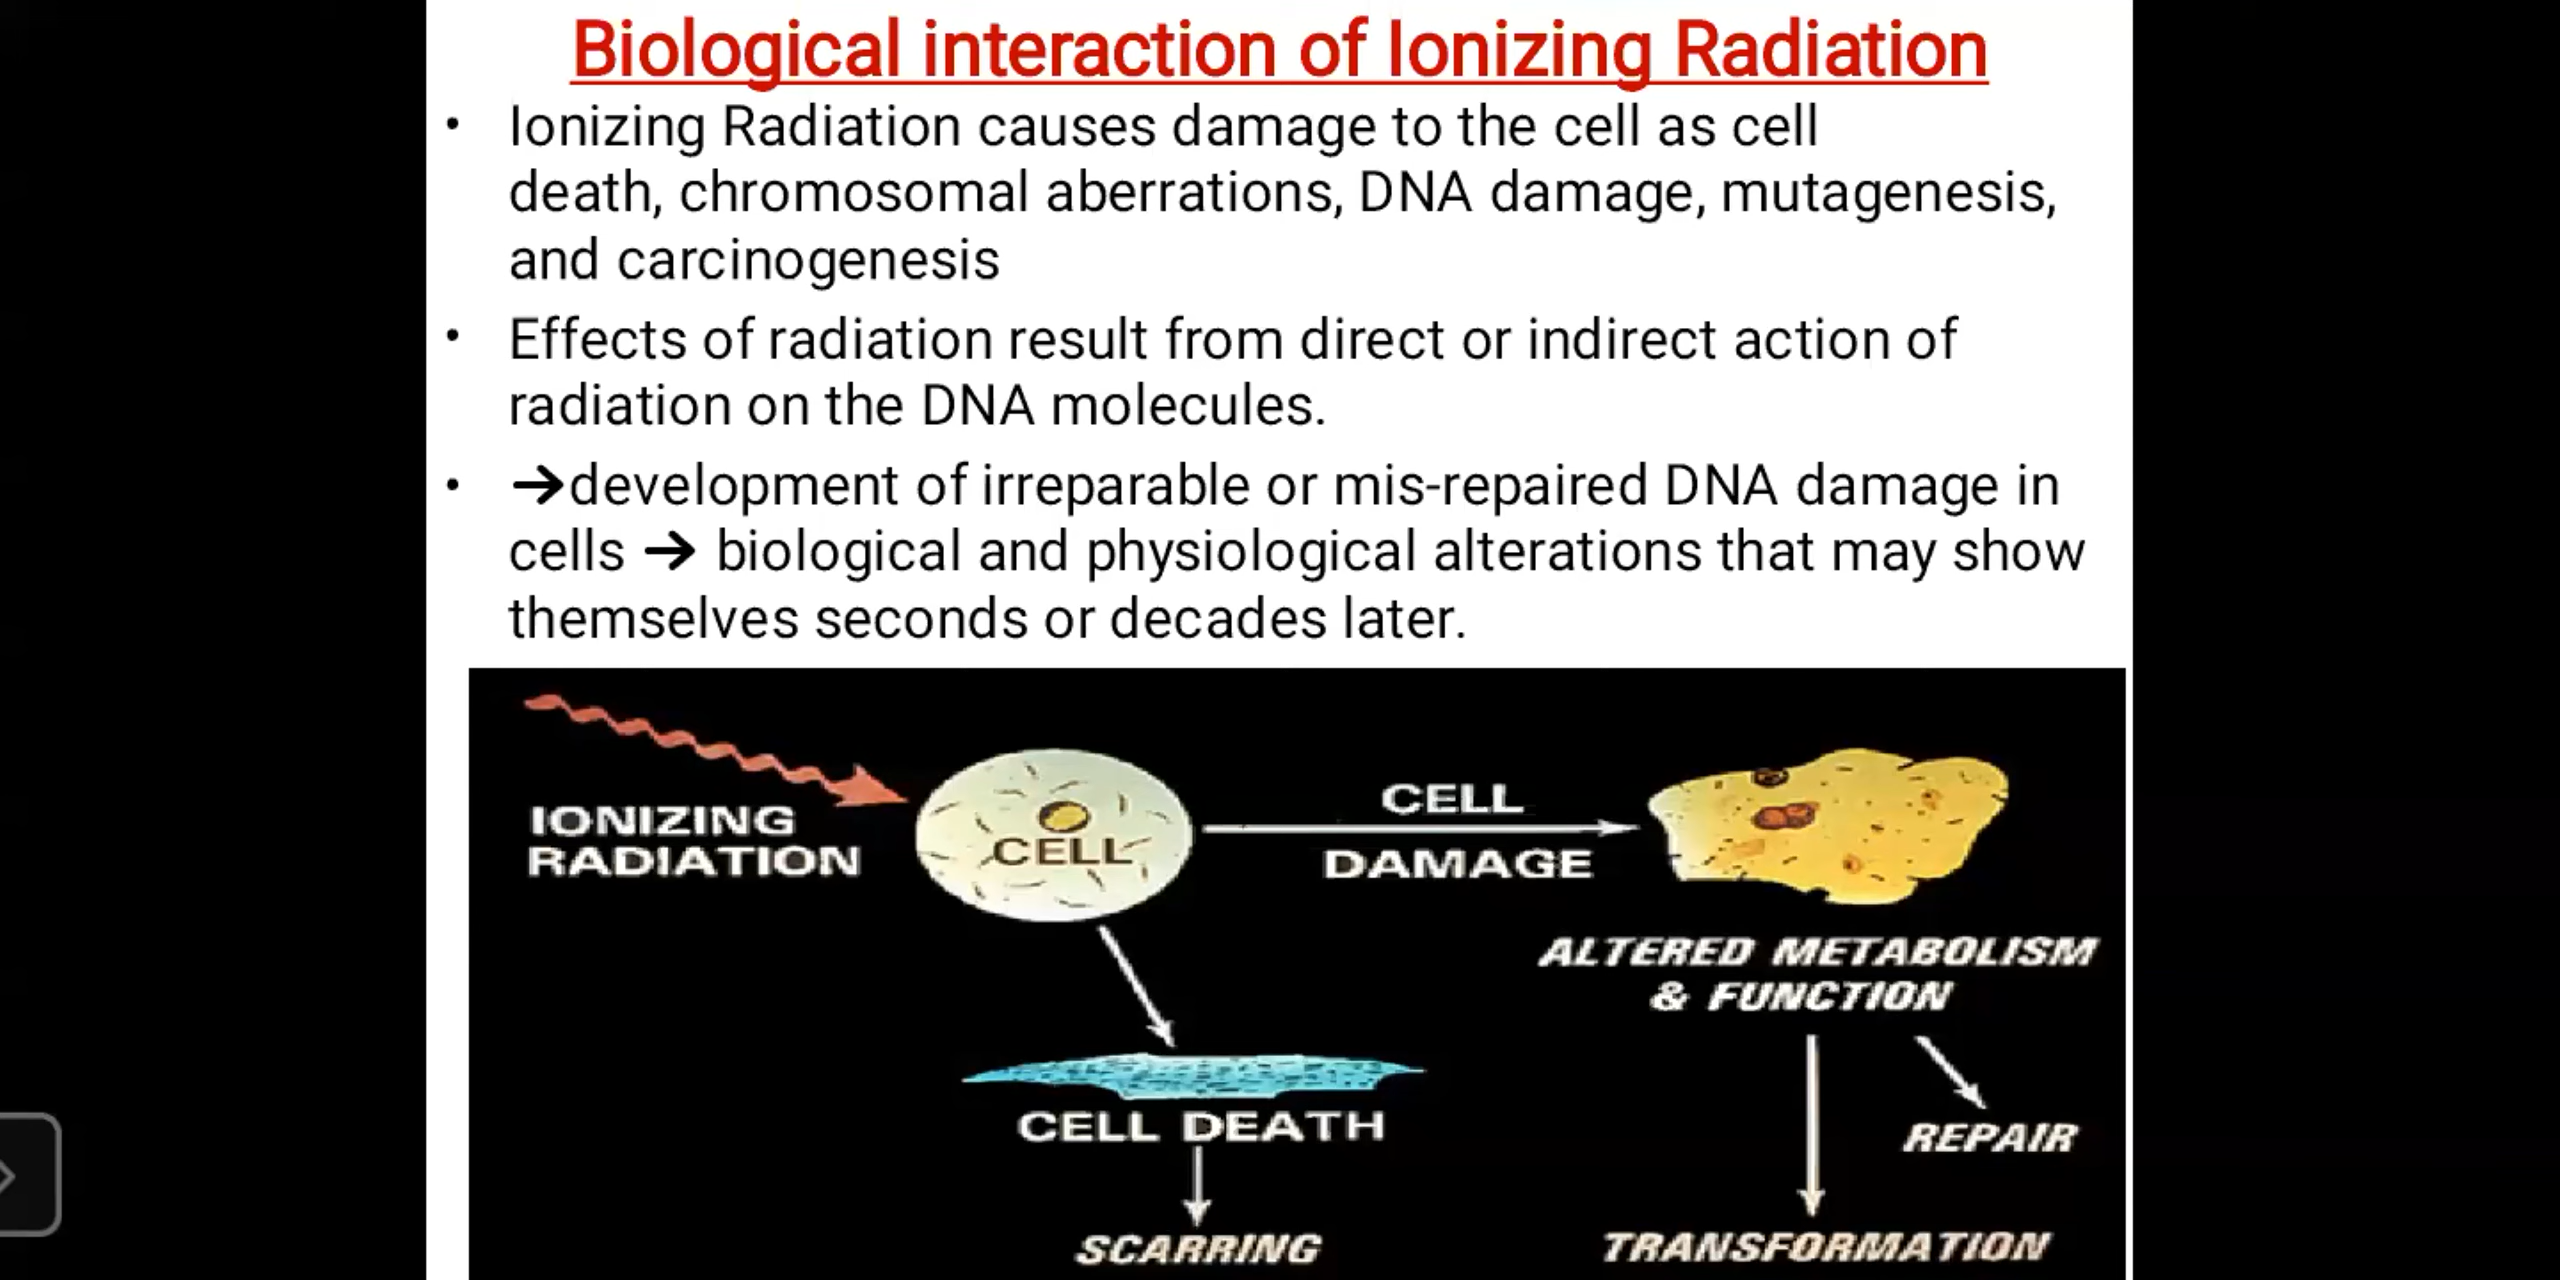 Biological interaction of Ionizing Radiation
• Ionizing Radiation causes damage to the cell as cell
death, chromosomal aberrations, DNA damage, mutagenesis,
and carcinogenesis
• Effects of radiation result from direct or indirect action of
radiation on the DNA molecules.
• →development of irreparable or mis-repaired DNA damage in
cells → biological and physiological alterations that may show
themselves seconds or decades later.
IONIZING
RADIATION
CELL
CELL
DAMAGE
ALTERED METABOLISM
& FUNCTION
CELL DEATH
REPAIR
SCARRING
TRANSFORMATION